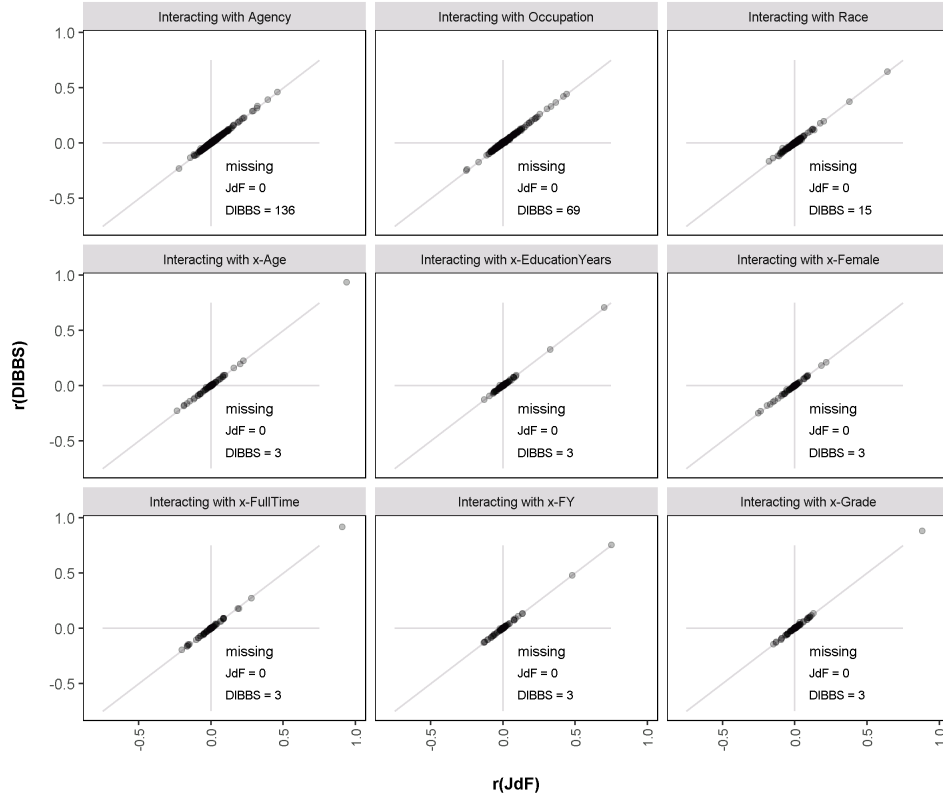 Interacting with Agency
Interacting with Occupation
Interacting with Race
1.0
0.5
0.0
-0.5
missing
JdF = 0
DIBBS = 136
missing
JdF = 0
DIBBS = 69
missing
JdF = 0
DIBBS = 15
Interacting with x-Age
Interacting with x-EducationYears
Interacting with x-Female
1.0
0.5
0.0
-0.5
missing
JdF = 0
DIBBS = 3
missing
JdF = 0
DIBBS = 3
missing
JdF = 0
DIBBS = 3
r(DIBBS)
Interacting with x-FullTime
Interacting with x-FY
Interacting with x-Grade
1.0
0.5
0.0
-0.5
missing
JdF = 0
DIBBS = 3
missing
JdF = 0
DIBBS = 3
missing
JdF = 0
DIBBS = 3
-0.5
0.0
0.5
1.0
-0.5
0.0
0.5
1.0
-0.5
0.0
0.5
1.0
r(JdF)